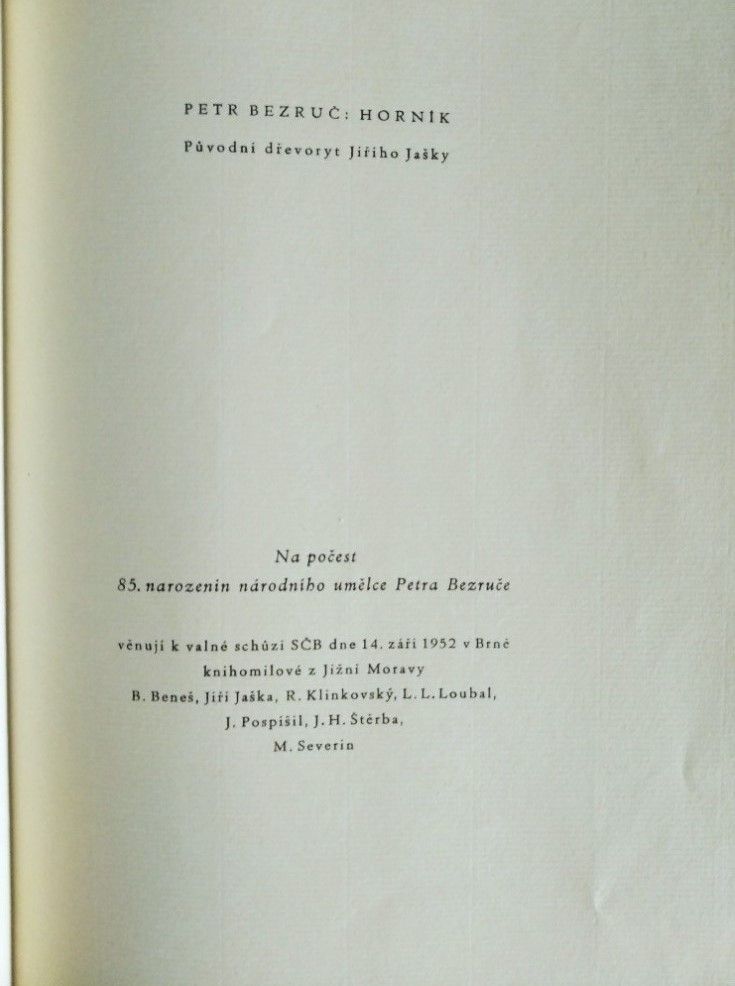 PETR BEZRUČ: HORNÍK
Původní dřevoryt Jiřího Jašky
Na počest
85. narozenin národního umělce Petra Bezruče
věnují k valné schůzi SČB dne 14. září 1952 v Brně
knihomilové z Jižní Moravy
B. Beneš, Jiří Jaška, R. Klinkovský, L. L. Loubal,
J. Pospíšil, J. H. Štěrba,
M. Severin